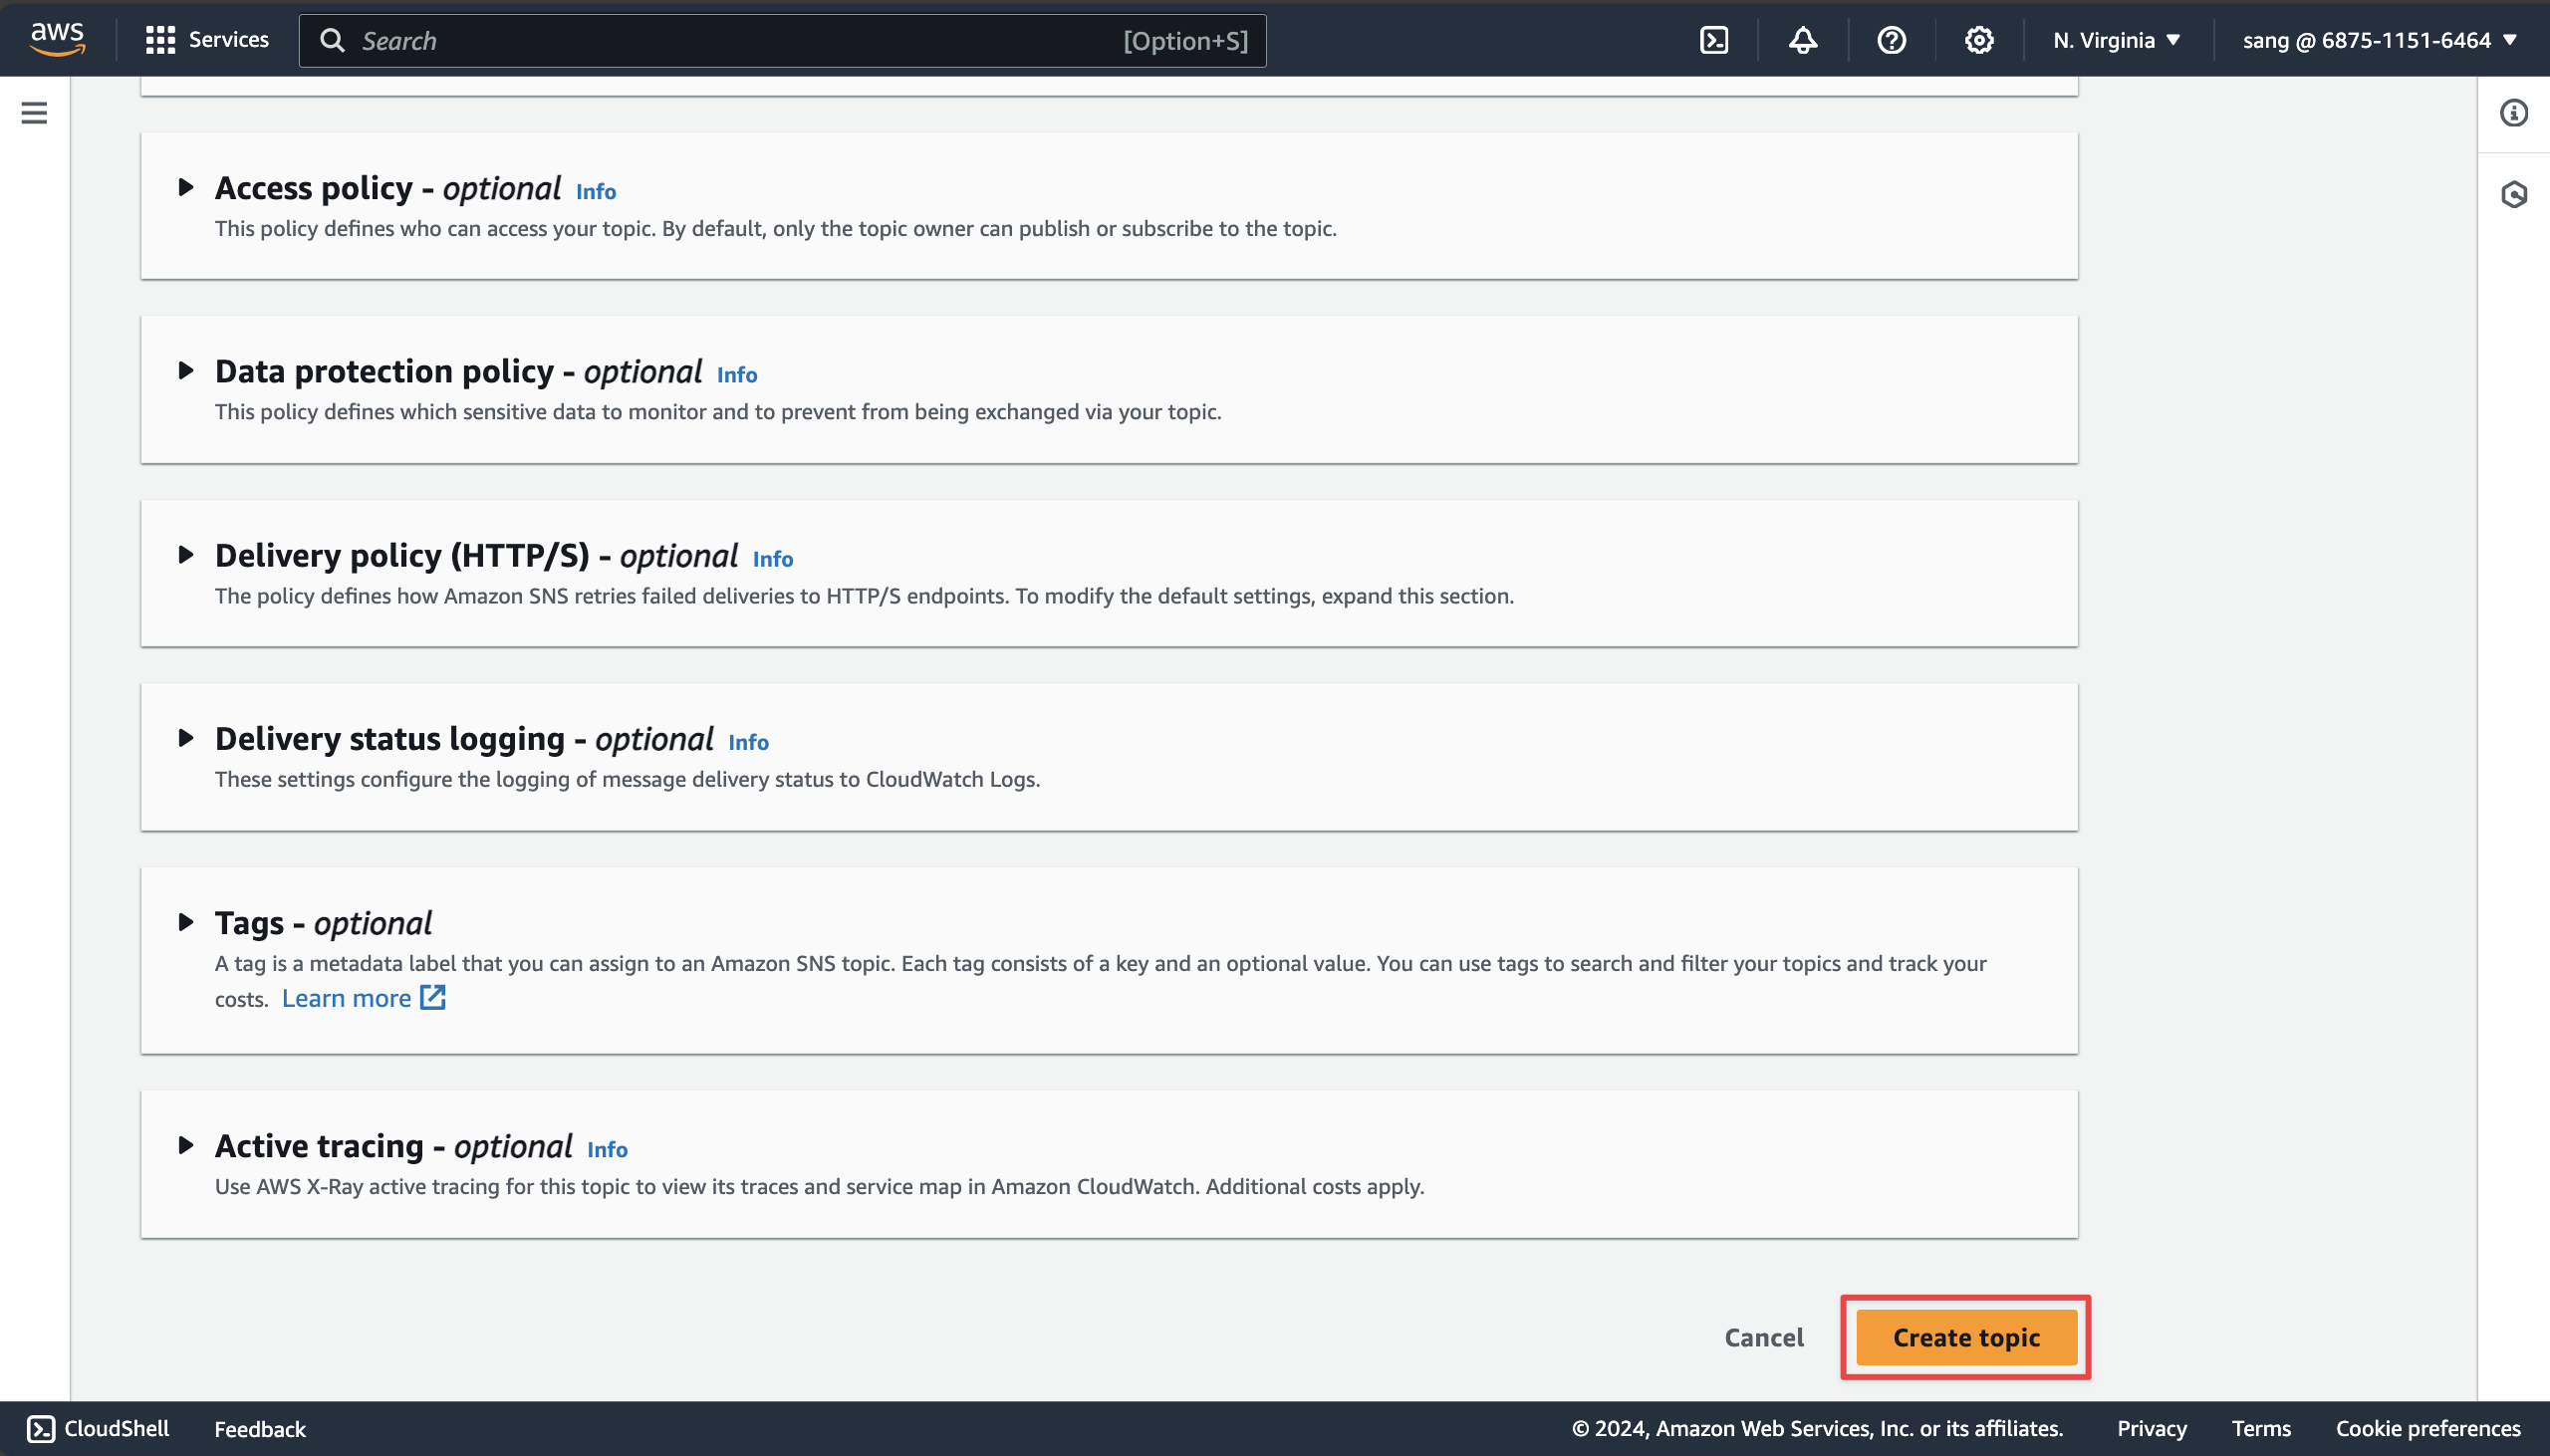 aws
Services
Search
[Option+S]
N. Virginia
sang @ 6875-1151-6464
Access policy - optional Info
This policy defines who can access your topic. By default, only the topic owner can publish or subscribe to the topic.
Data protection policy - optional Info
This policy defines which sensitive data to monitor and to prevent from being exchanged via your topic.
Delivery policy (HTTP/S) - optional Info
The policy defines how Amazon SNS retries failed deliveries to HTTP/S endpoints. To modify the default settings, expand this section.
Delivery status logging - optional Info
These settings configure the logging of message delivery status to CloudWatch Logs.
Tags - optional
A tag is a metadata label that you can assign to an Amazon SNS topic. Each tag consists of a key and an optional value. You can use tags to search and filter your topics and track your
costs. Learn more
Active tracing - optional Info
Use AWS X-Ray active tracing for this topic to view its traces and service map in Amazon CloudWatch. Additional costs apply.
Cancel
Create topic
CloudShell
Feedback
© 2024, Amazon Web Services, Inc. or its affiliates.
Privacy
Terms
Cookie preferences